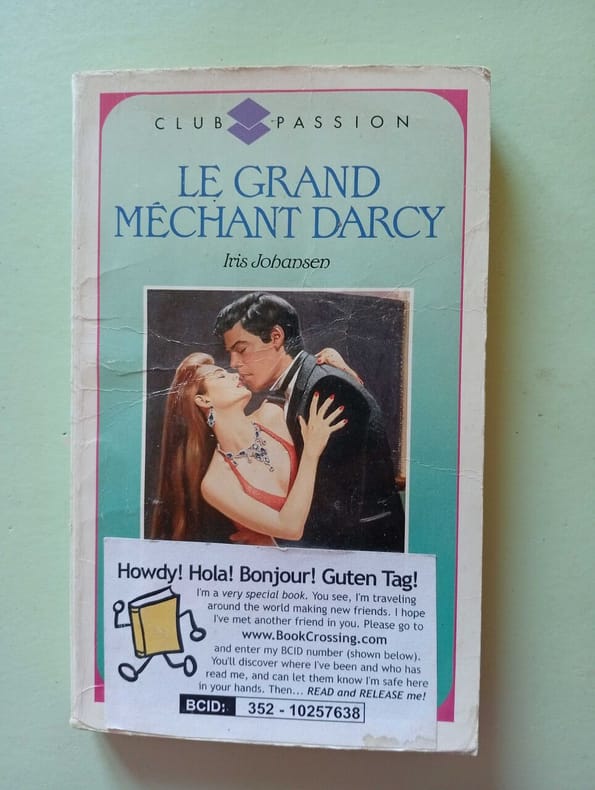 CLUB PASSION
LE GRAND
MÉCHANT DARCY
Iris Johansen
Howdy! Hola! Bonjour! Guten Tag!
I'm a very special book. You see, I'm traveling
around the world making new friends. I hope
I've met another friend in you. Please go to
www.BookCrossing.com
and enter my BCID number (shown below).
You'll discover where I've been and who has
read me, and can let them know I'm safe here
in your hands. Then... READ and RELEASE me!
BCID: 352 - 10257638